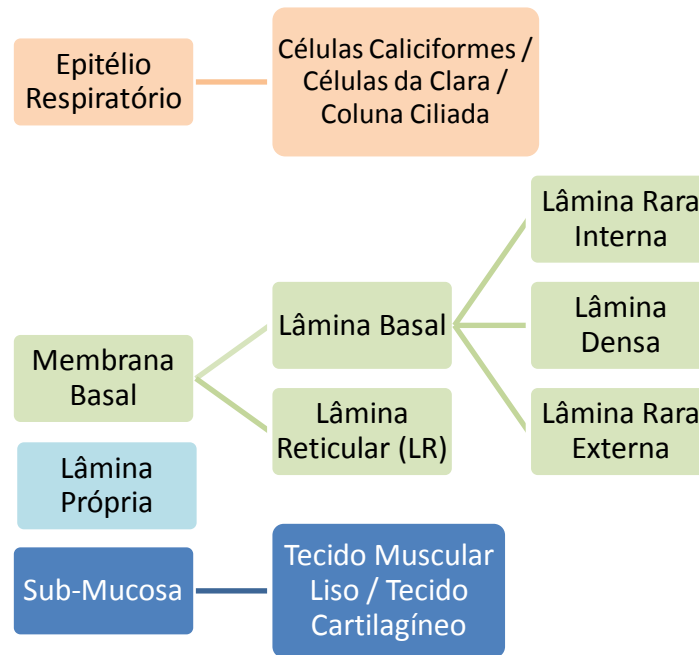 Epitélio
Respiratório
Células Caliciformes /
Células da Clara /
Coluna Ciliada
Membrana
Basal
Lâmina Basal
Lâmina
Reticular (LR)
Lâmina Rara
Interna
Lâmina
Densa
Lâmina Rara
Externa
Lâmina
Própria
Sub-Mucosa
Tecido Muscular
Liso / Tecido
Cartilagíneo